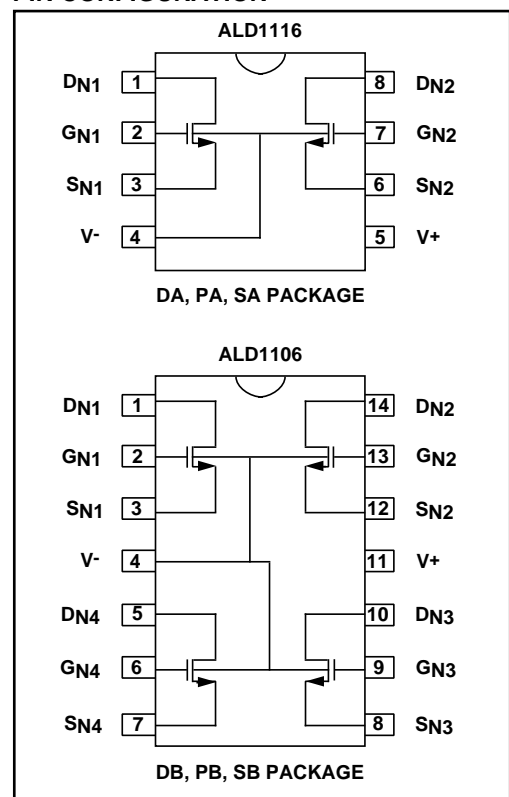 ALD1116
DN1 1 8 DN2
GN1 2 7 GN2
SN1 3 6 SN2
V- 4 5 V+
DA, PA, SA PACKAGE
ALD1106
DN1 1 14 DN2
GN1 2 13 GN2
SN1 3 12 SN2
V- 4 11 V+
DN4 5 10 DN3
GN4 6 9 GN3
SN4 7 8 SN3
DB, PB, SB PACKAGE